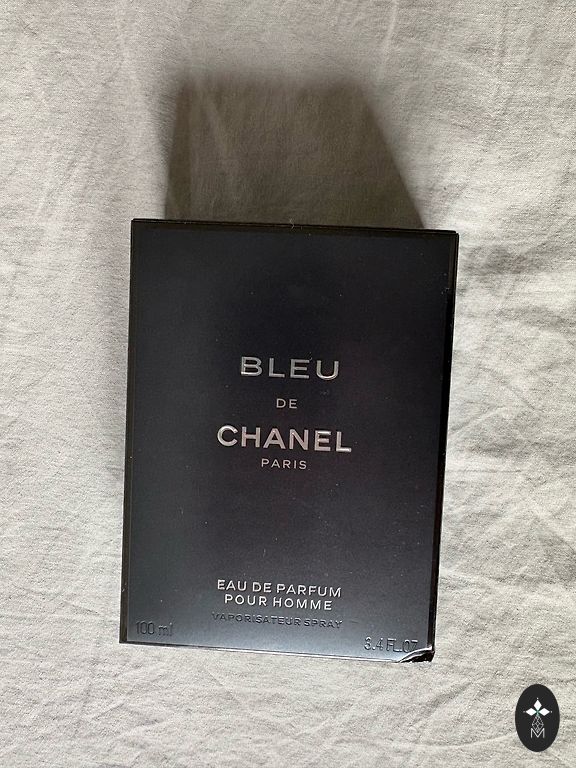 BLEU
DE
CHANEL
PARIS
EAU DE PARFUM
POUR HOMME
VAPORISATEUR SPRAY
100 ml
3.4 FL.OZ